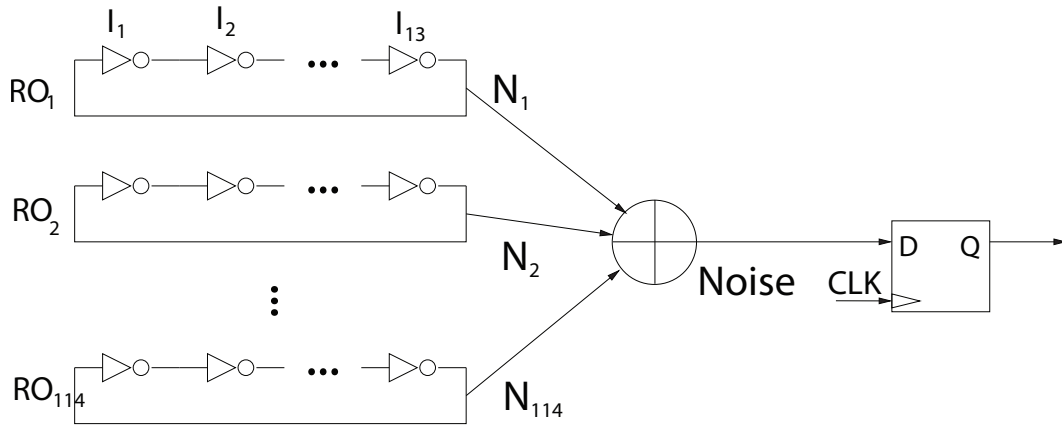 I₁ I₂ I₁₃
RO₁
N₁
RO₂
N₂
D Q
Noise
CLK
RO₁₁₄
N₁₁₄